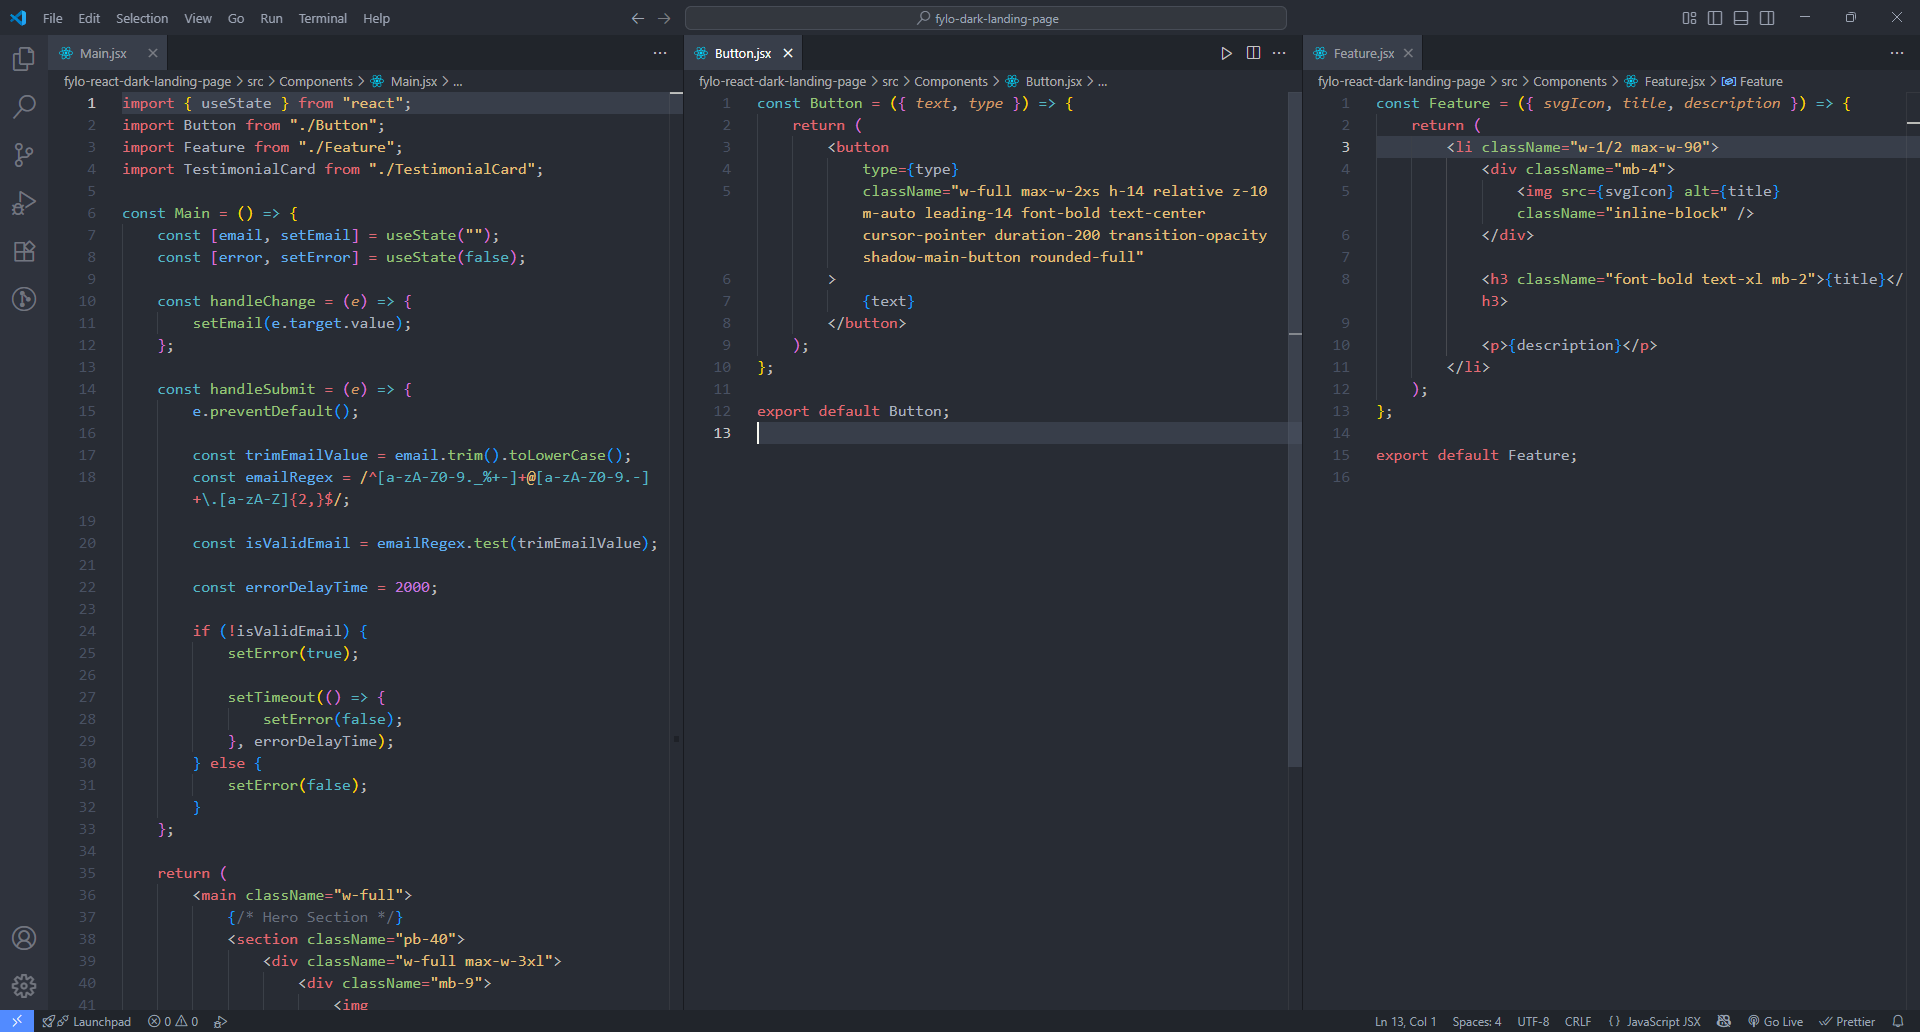 File Edit Selection View Go Run Terminal Help
fylo-dark-landing-page
Main.jsx
fylo-react-dark-landing-page > src > Components > Main.jsx > ...
1 import { useState } from "react";
2 import Button from "./Button";
3 import Feature from "./Feature";
4 import TestimonialCard from "./TestimonialCard";
5
6 const Main = () => {
7 const [email, setEmail] = useState("");
8 const [error, setError] = useState(false);
9
10 const handleChange = (e) => {
11 setEmail(e.target.value);
12 };
13
14 const handleSubmit = (e) => {
15 e.preventDefault();
16
17 const trimEmailValue = email.trim().toLowerCase();
18 const emailRegex = /^[a-zA-Z0-9._%+-]+@[a-zA-Z0-9.-]
+\.[a-zA-Z]{2,}$/;
19
20 const isValidEmail = emailRegex.test(trimEmailValue);
21
22 const errorDelayTime = 2000;
23
24 if (!isValidEmail) {
25 setError(true);
26
27 setTimeout(() => {
28 setError(false);
29 }, errorDelayTime);
30 } else {
31 setError(false);
32 }
33 };
34
35 return (
36 <main className="w-full">
37 {/* Hero Section */}
38 <section className="pb-40">
39 <div className="w-full max-w-3xl">
40 <div className="mb-9">
41 <img
Button.jsx
fylo-react-dark-landing-page > src > Components > Button.jsx > ...
1 const Button = ({ text, type }) => {
2 return (
3 <button
4 type={type}
5 className="w-full max-w-2xs h-14 relative z-10
m-auto leading-14 font-bold text-center
cursor-pointer duration-200 transition-opacity
shadow-main-button rounded-full"
6 >
7 {text}
8 </button>
9 );
10 };
11
12 export default Button;
13
Feature.jsx
fylo-react-dark-landing-page > src > Components > Feature.jsx > Feature
1 const Feature = ({ svgIcon, title, description }) => {
2 return (
3 <li className="w-1/2 max-w-90">
4 <div className="mb-4">
5 <img src={svgIcon} alt={title}
className="inline-block" />
6 </div>
7
8 <h3 className="font-bold text-xl mb-2">{title}</
h3>
9
10 <p>{description}</p>
11 </li>
12 );
13 };
14
15 export default Feature;
16
Launchpad 0 0 Ln 13, Col 1 Spaces: 4 UTF-8 CRLF {} JavaScript JSX Go Live Prettier